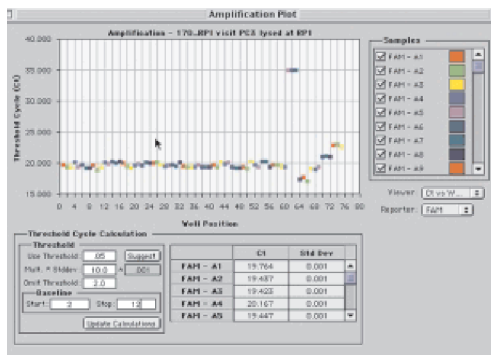 Amplification Plot
Amplification - 170_RPI visit PCS lysed at RPI
40.000
35.000
30.000
25.000
20.000
15.000
Threshold Cycle (Ct)
0 4 8 12 16 20 24 28 32 36 40 44 48 52 56 60 64 68 72 76 80
Well Position
Samples
FAM - A1
FAM - A2
FAM - A3
FAM - A4
FAM - A5
FAM - A6
FAM - A7
FAM - A8
FAM - A9
Viewer: Ct vs W...
Reporter: FAM
Threshold Cycle Calculation
Threshold
Use Threshold: .05 Suggest
Mult. * Stddev: 10.0 * .001
Omit Threshold: 2.0
Baseline
Start: 3 Stop: 12
Update Calculations
Ct Std Dev
FAM - A1 19.764 0.001
FAM - A2 19.437 0.001
FAM - A3 19.423 0.001
FAM - A4 20.167 0.001
FAM - A5 19.447 0.001